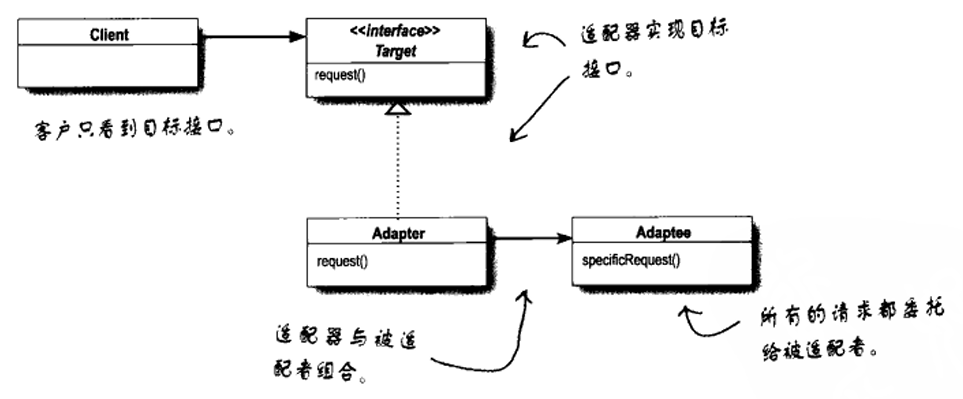 Client
<<interface>>
Target
request()
适配器实现目标
接口。
客户只看到目标接口。
Adapter
request()
Adaptee
specificRequest()
适配器与被适
配者组合。
所有的请求都委托
给被适配者。